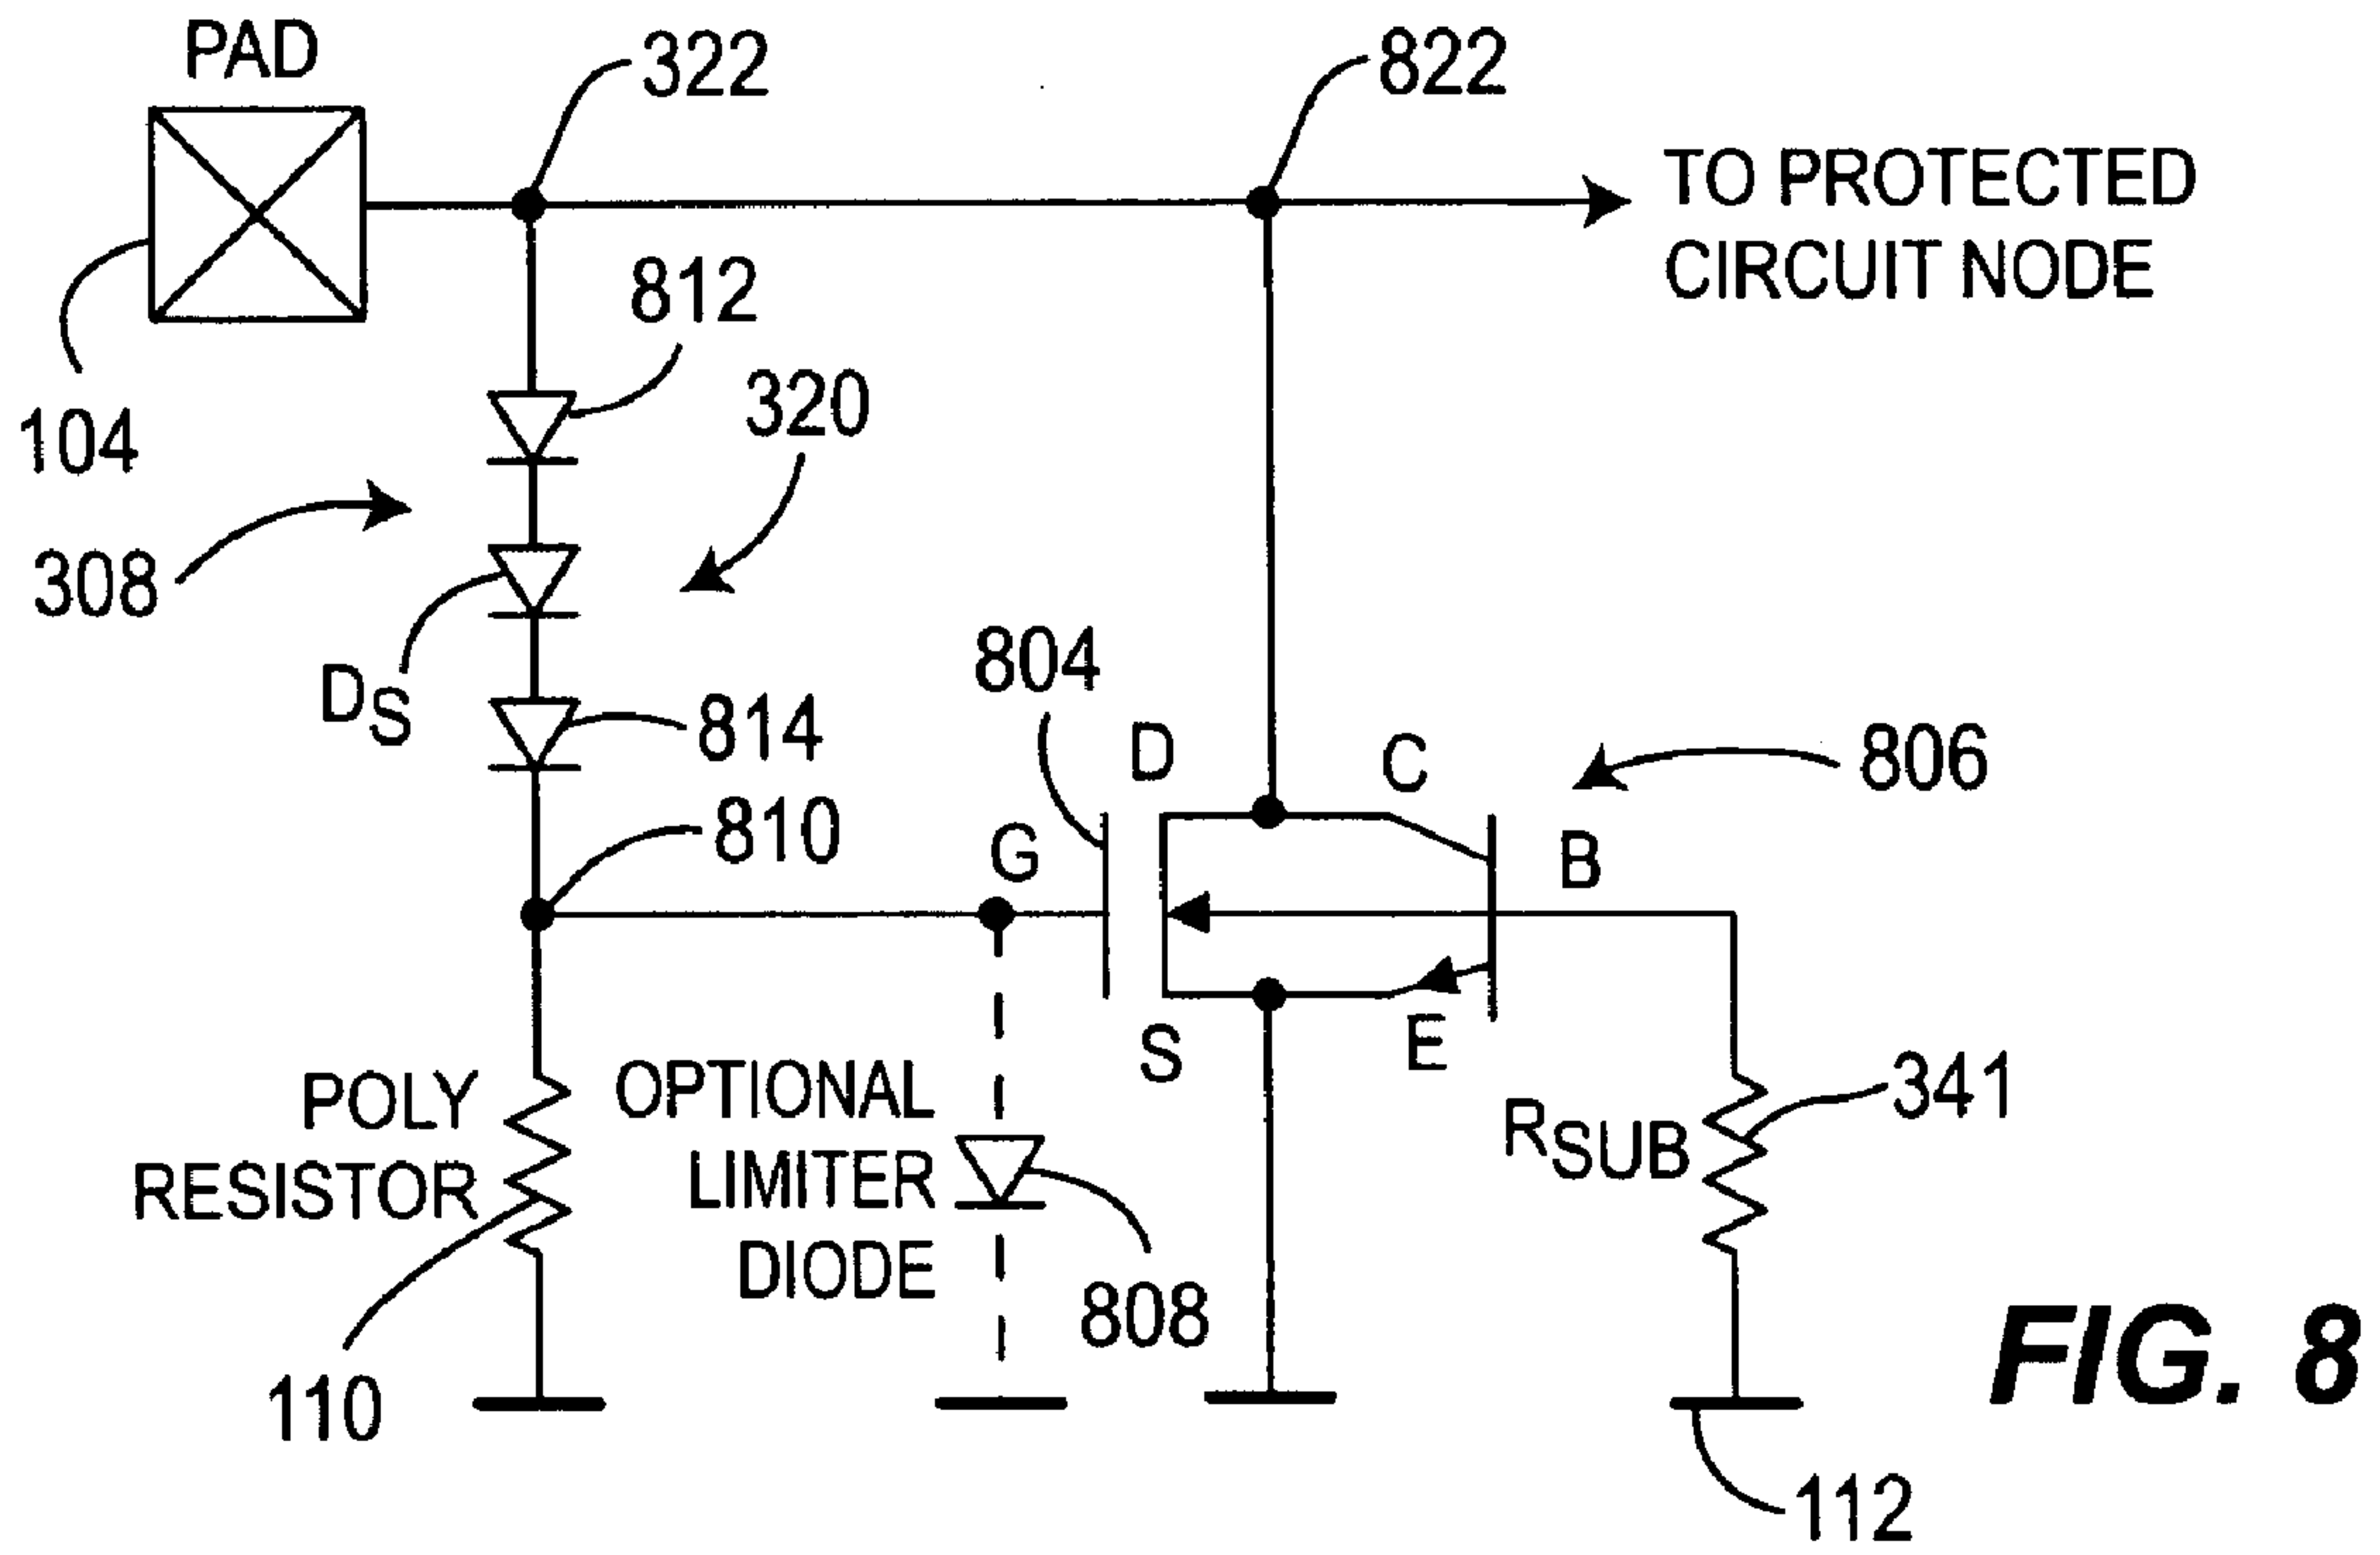 PAD
322
822
TO PROTECTED
CIRCUIT NODE
812
320
104
308
DS
804
814
D
C
806
810
G
B
S
E
POLY
RESISTOR
OPTIONAL
LIMITER
DIODE
RSUB
341
808
110
112
FIG. 8